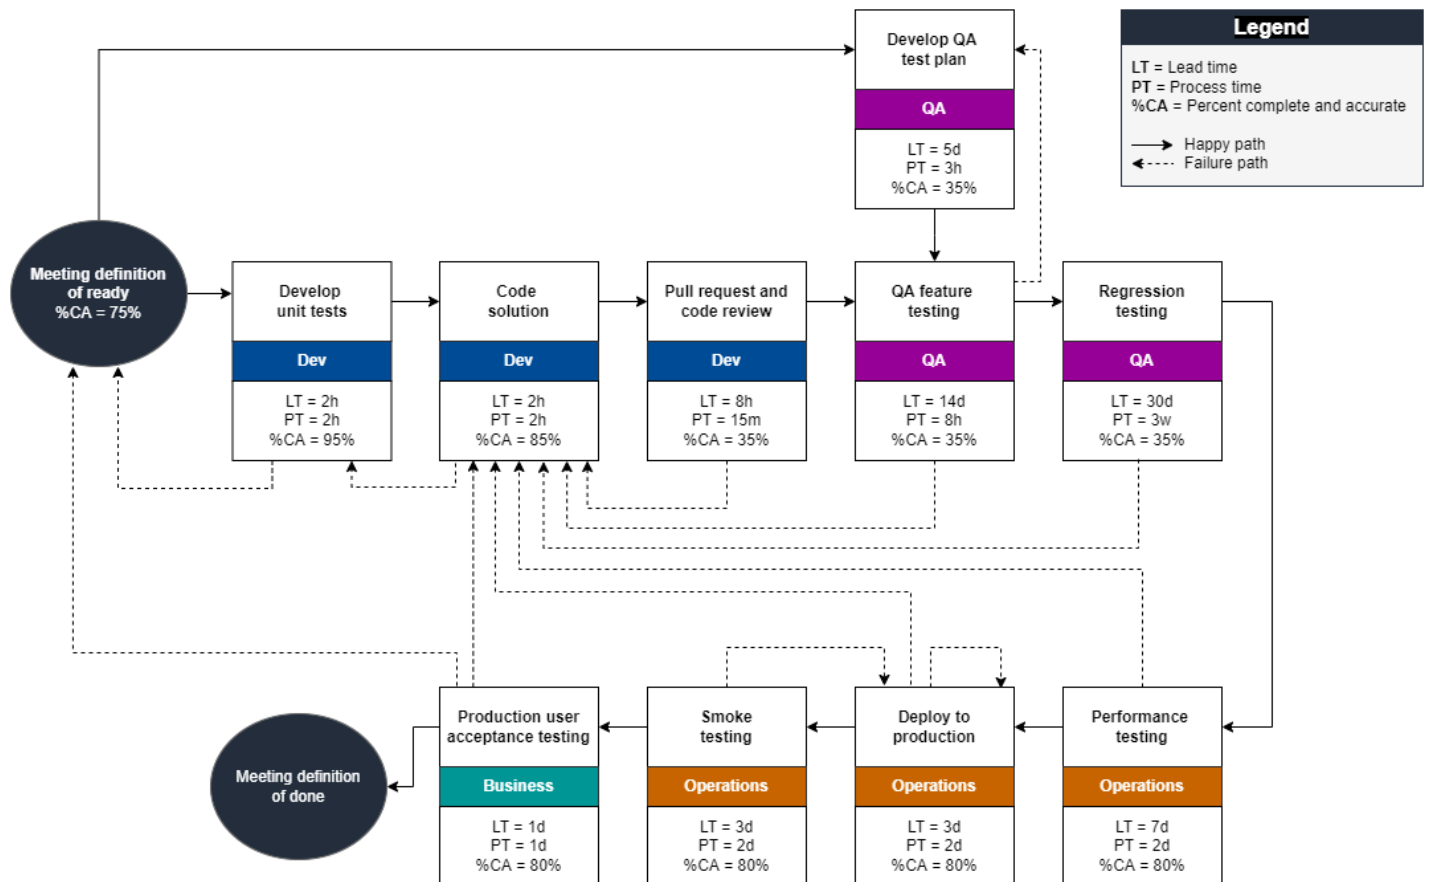 Develop QA
test plan
QA
LT = 5d
PT = 3h
%CA = 35%
Legend
LT = Lead time
PT = Process time
%CA = Percent complete and accurate
Happy path
Failure path
Meeting definition
of ready
%CA = 75%
Develop
unit tests
Dev
LT = 2h
PT = 2h
%CA = 95%
Code
solution
Dev
LT = 2h
PT = 2h
%CA = 85%
Pull request and
code review
Dev
LT = 8h
PT = 15m
%CA = 35%
QA feature
testing
QA
LT = 14d
PT = 8h
%CA = 35%
Regression
testing
QA
LT = 30d
PT = 3w
%CA = 35%
Meeting definition
of done
Production user
acceptance testing
Business
LT = 1d
PT = 1d
%CA = 80%
Smoke
testing
Operations
LT = 3d
PT = 2d
%CA = 80%
Deploy to
production
Operations
LT = 3d
PT = 2d
%CA = 80%
Performance
testing
Operations
LT = 7d
PT = 2d
%CA = 80%